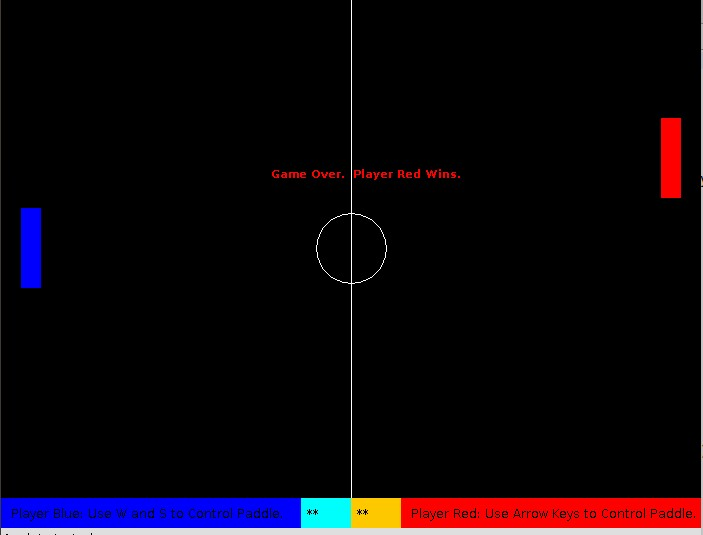 Game Over.  Player Red Wins.
Player Blue: Use W and S to Control Paddle.
**
**
Player Red: Use Arrow Keys to Control Paddle.